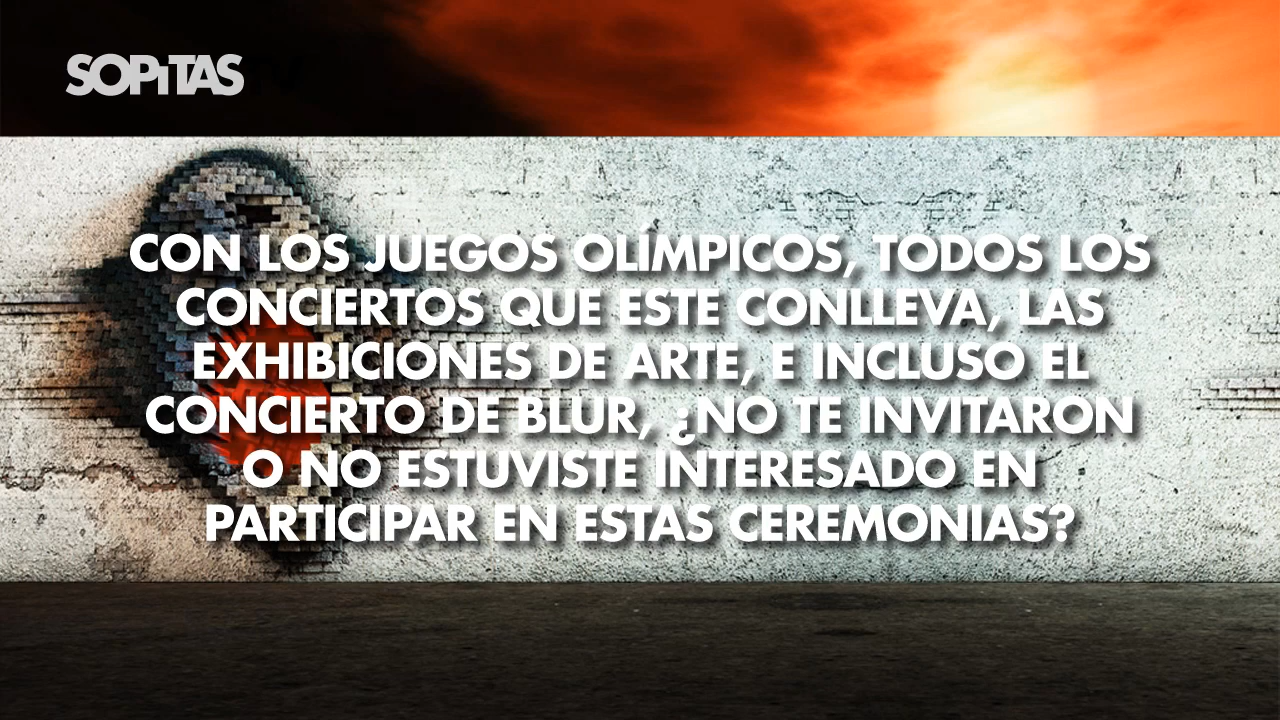 SOPiTAS
CON LOS JUEGOS OLÍMPICOS, TODOS LOS
CONCIERTOS QUE ESTE CONLLEVA, LAS
EXHIBICIONES DE ARTE, E INCLUSO EL
CONCIERTO DE BLUR, ¿NO TE INVITARON
O NO ESTUVISTE INTERESADO EN
PARTICIPAR EN ESTAS CEREMONIAS?